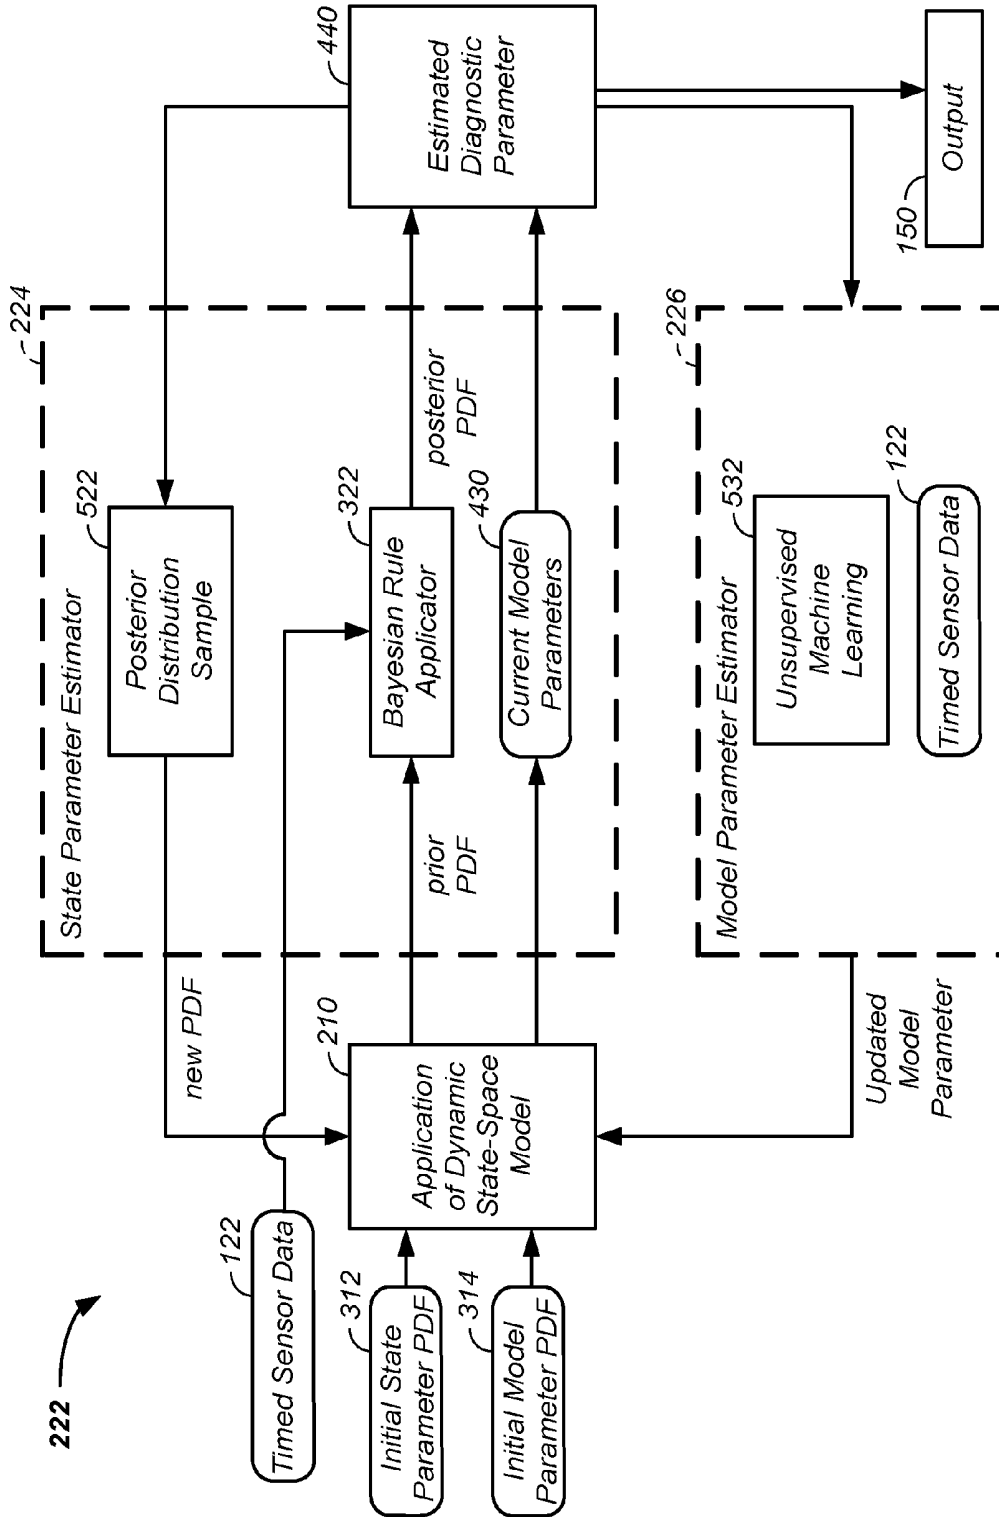 222
122
Timed Sensor Data
312
Initial State
Parameter PDF
314
Initial Model
Parameter PDF
new PDF
210
Application
of Dynamic
State-Space
Model
Updated
Model
Parameter
224
State Parameter Estimator
522
Posterior
Distribution
Sample
prior
PDF
322
Bayesian Rule
Applicator
posterior
PDF
430
Current Model
Parameters
226
Model Parameter Estimator
532
Unsupervised
Machine
Learning
122
Timed Sensor Data
440
Estimated
Diagnostic
Parameter
150
Output